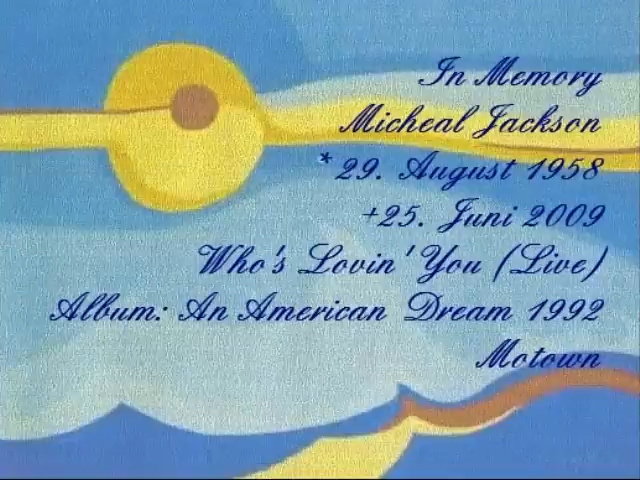 In Memory
Micheal Jackson
*29. August 1958
+25. Juni 2009
Who's Lovin' You (Live)
Album: An American Dream 1992
Motown